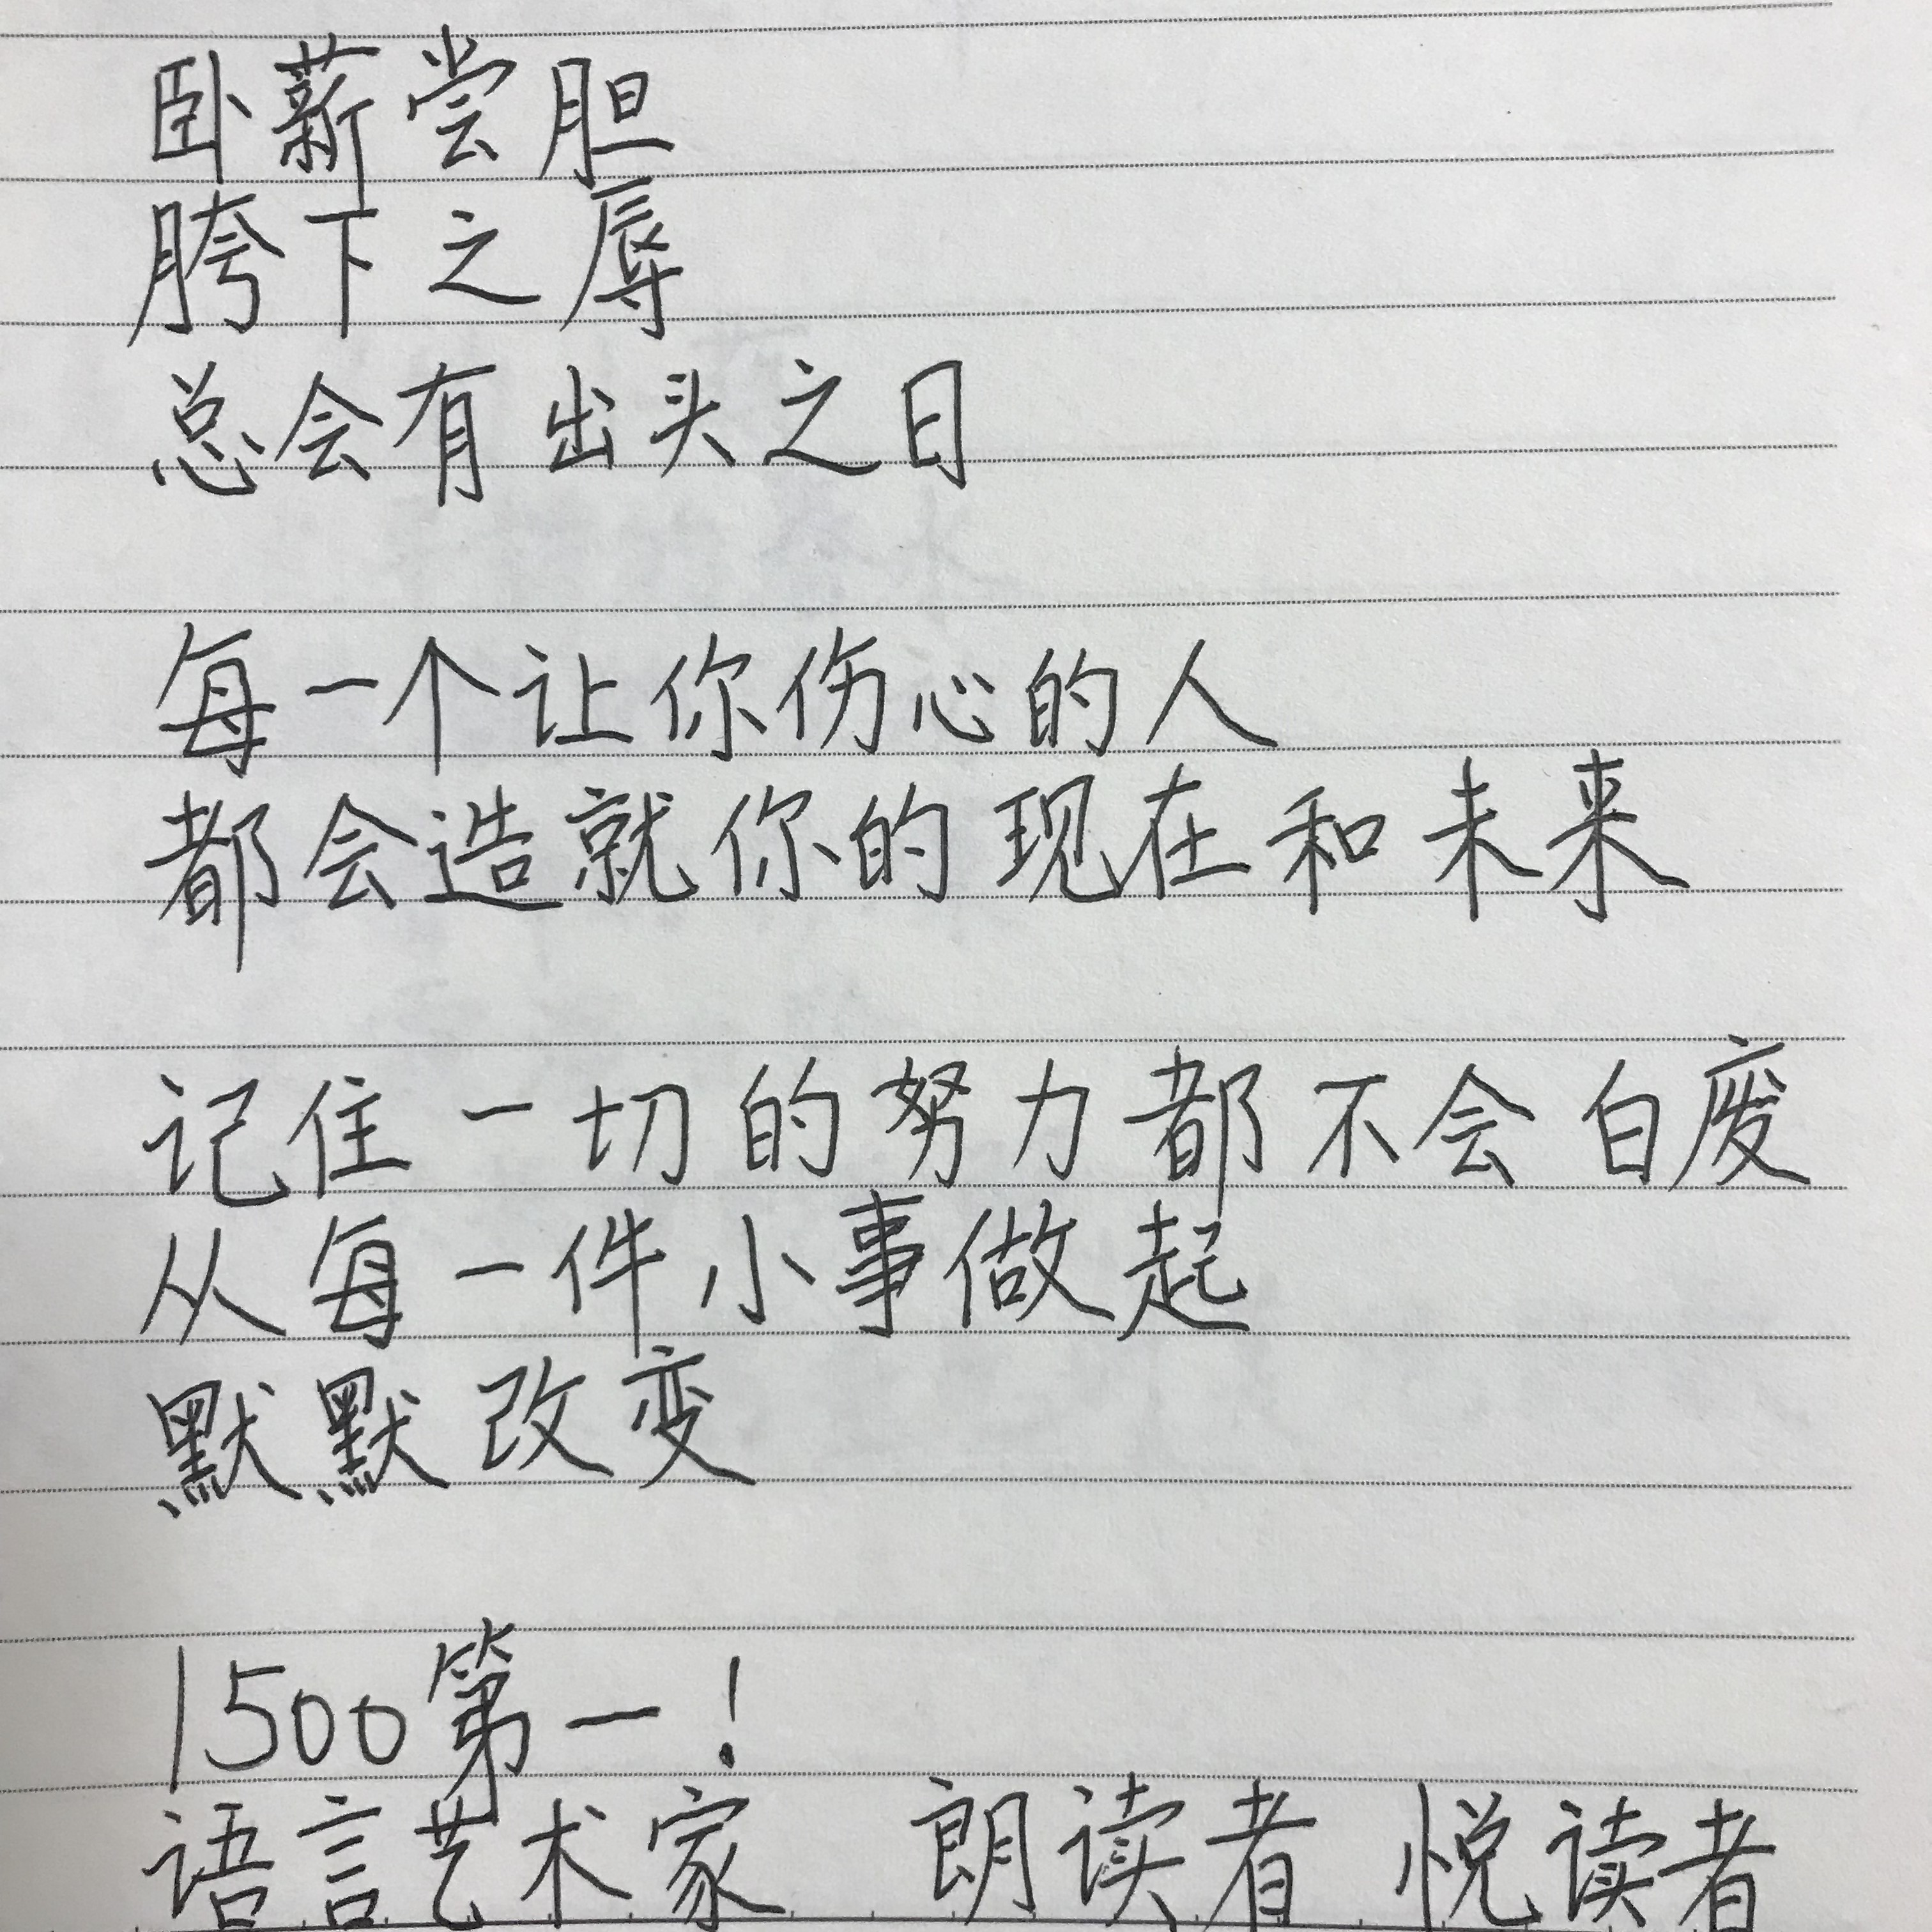 卧薪尝胆
胯下之辱
总会有出头之日
每一个让你伤心的人
都会造就你的现在和未来
记住一切的努力都不会白废
从每一件小事做起
默默改变
1500第一!
语言艺术家 朗读者 悦读者